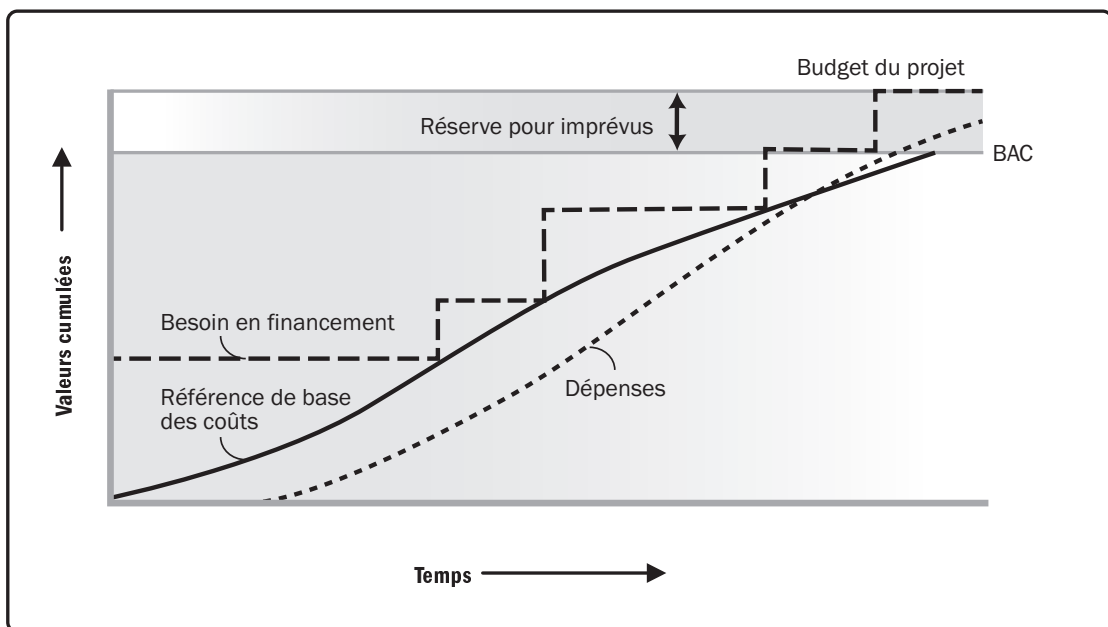 Budget du projet
Réserve pour imprévus
BAC
Valeurs cumulées
Besoin en financement
Référence de base
des coûts
Dépenses
Temps